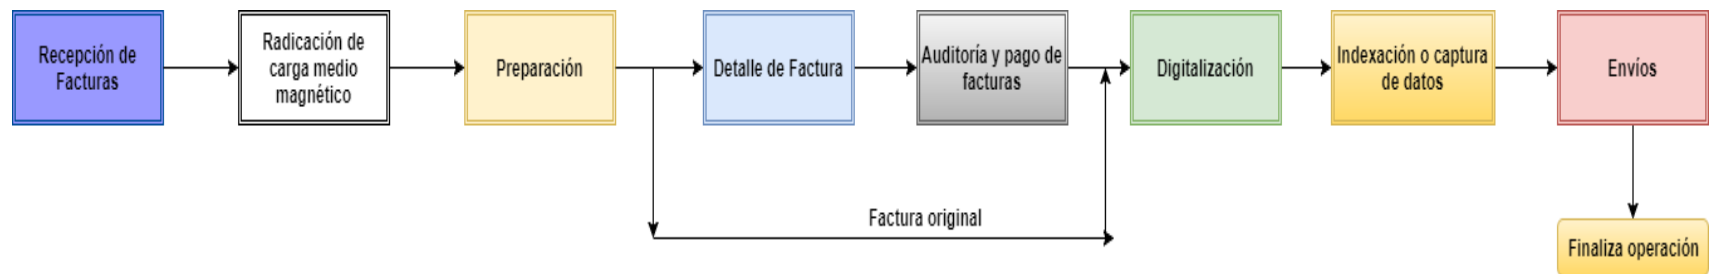 Recepción de
Facturas
Radicación de
carga medio
magnético
Preparación
Detalle de Factura
Auditoría y pago de
facturas
Digitalización
Indexación o captura
de datos
Envíos
Factura original
Finaliza operación